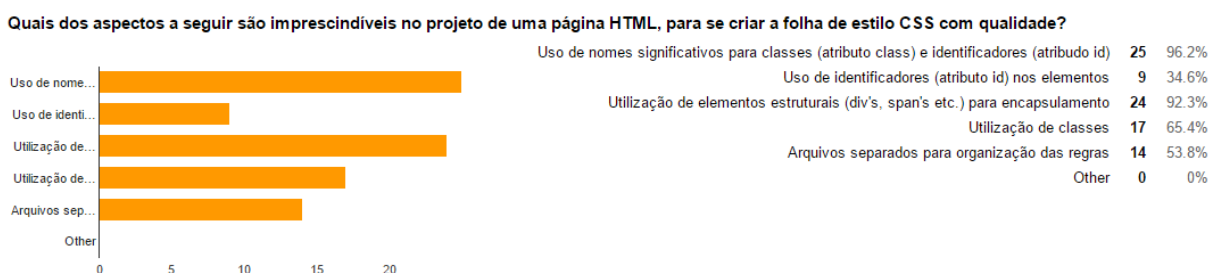 Quais dos aspectos a seguir são imprescindíveis no projeto de uma página HTML, para se criar a folha de estilo CSS com qualidade?
Uso de nomes significativos para classes (atributo class) e identificadores (atribudo id) 25 96.2%
Uso de identificadores (atributo id) nos elementos 9 34.6%
Utilização de elementos estruturais (div's, span's etc.) para encapsulamento 24 92.3%
Utilização de classes 17 65.4%
Arquivos separados para organização das regras 14 53.8%
Other 0 0%
Uso de nome...
Uso de identi...
Utilização de...
Utilização de...
Arquivos sep...
Other
0 5 10 15 20